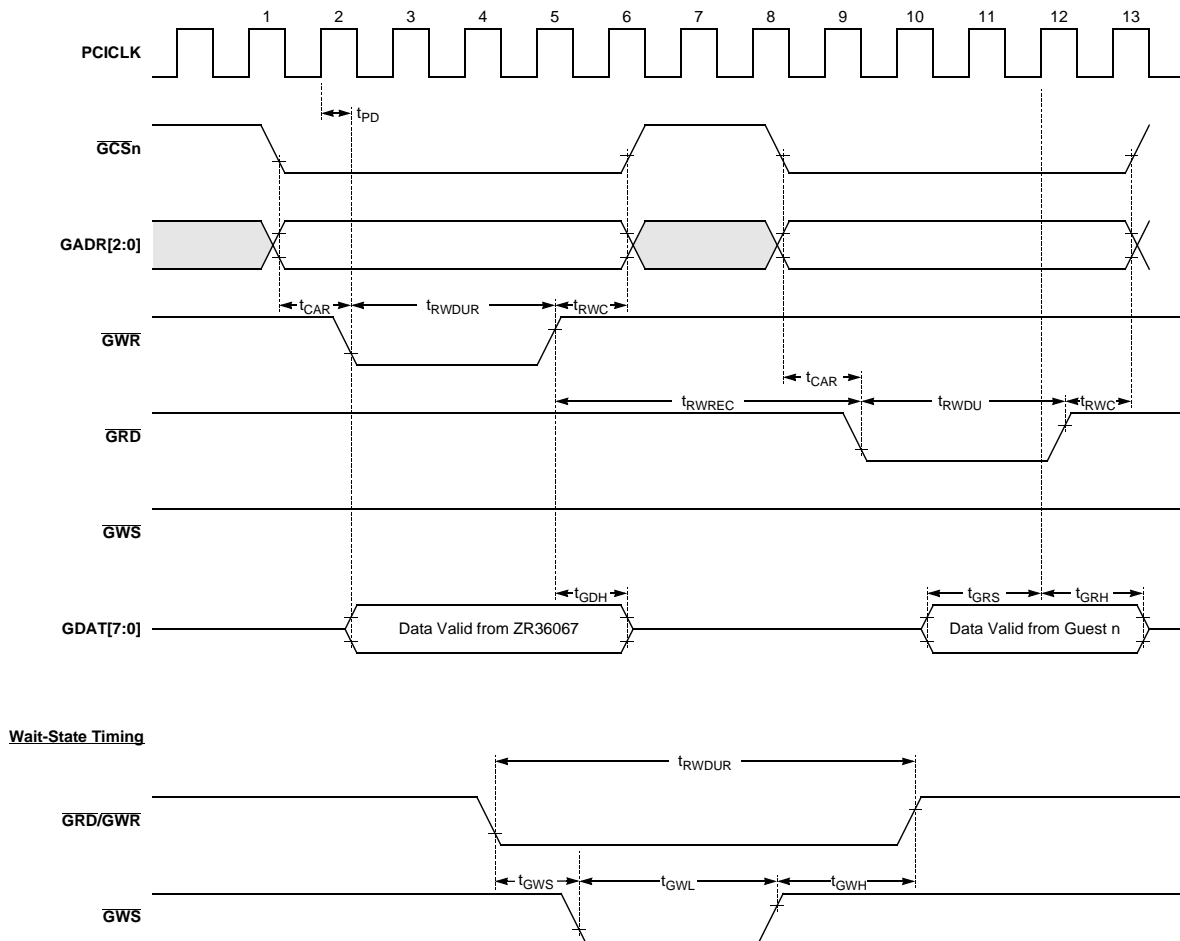 1 2 3 4 5 6 7 8 9 10 11 12 13
PCICLK
tPD
GCSn
GADR[2:0]
tCAR tRWDUR tRWC
GWR
tCAR
tRWREC tRWDU tRWC
GRD
GWS
tGDH tGRS tGRH
GDAT[7:0] Data Valid from ZR36067 Data Valid from Guest n
Wait-State Timing
tRWDUR
GRD/GWR
tGWS tGWL tGWH
GWS